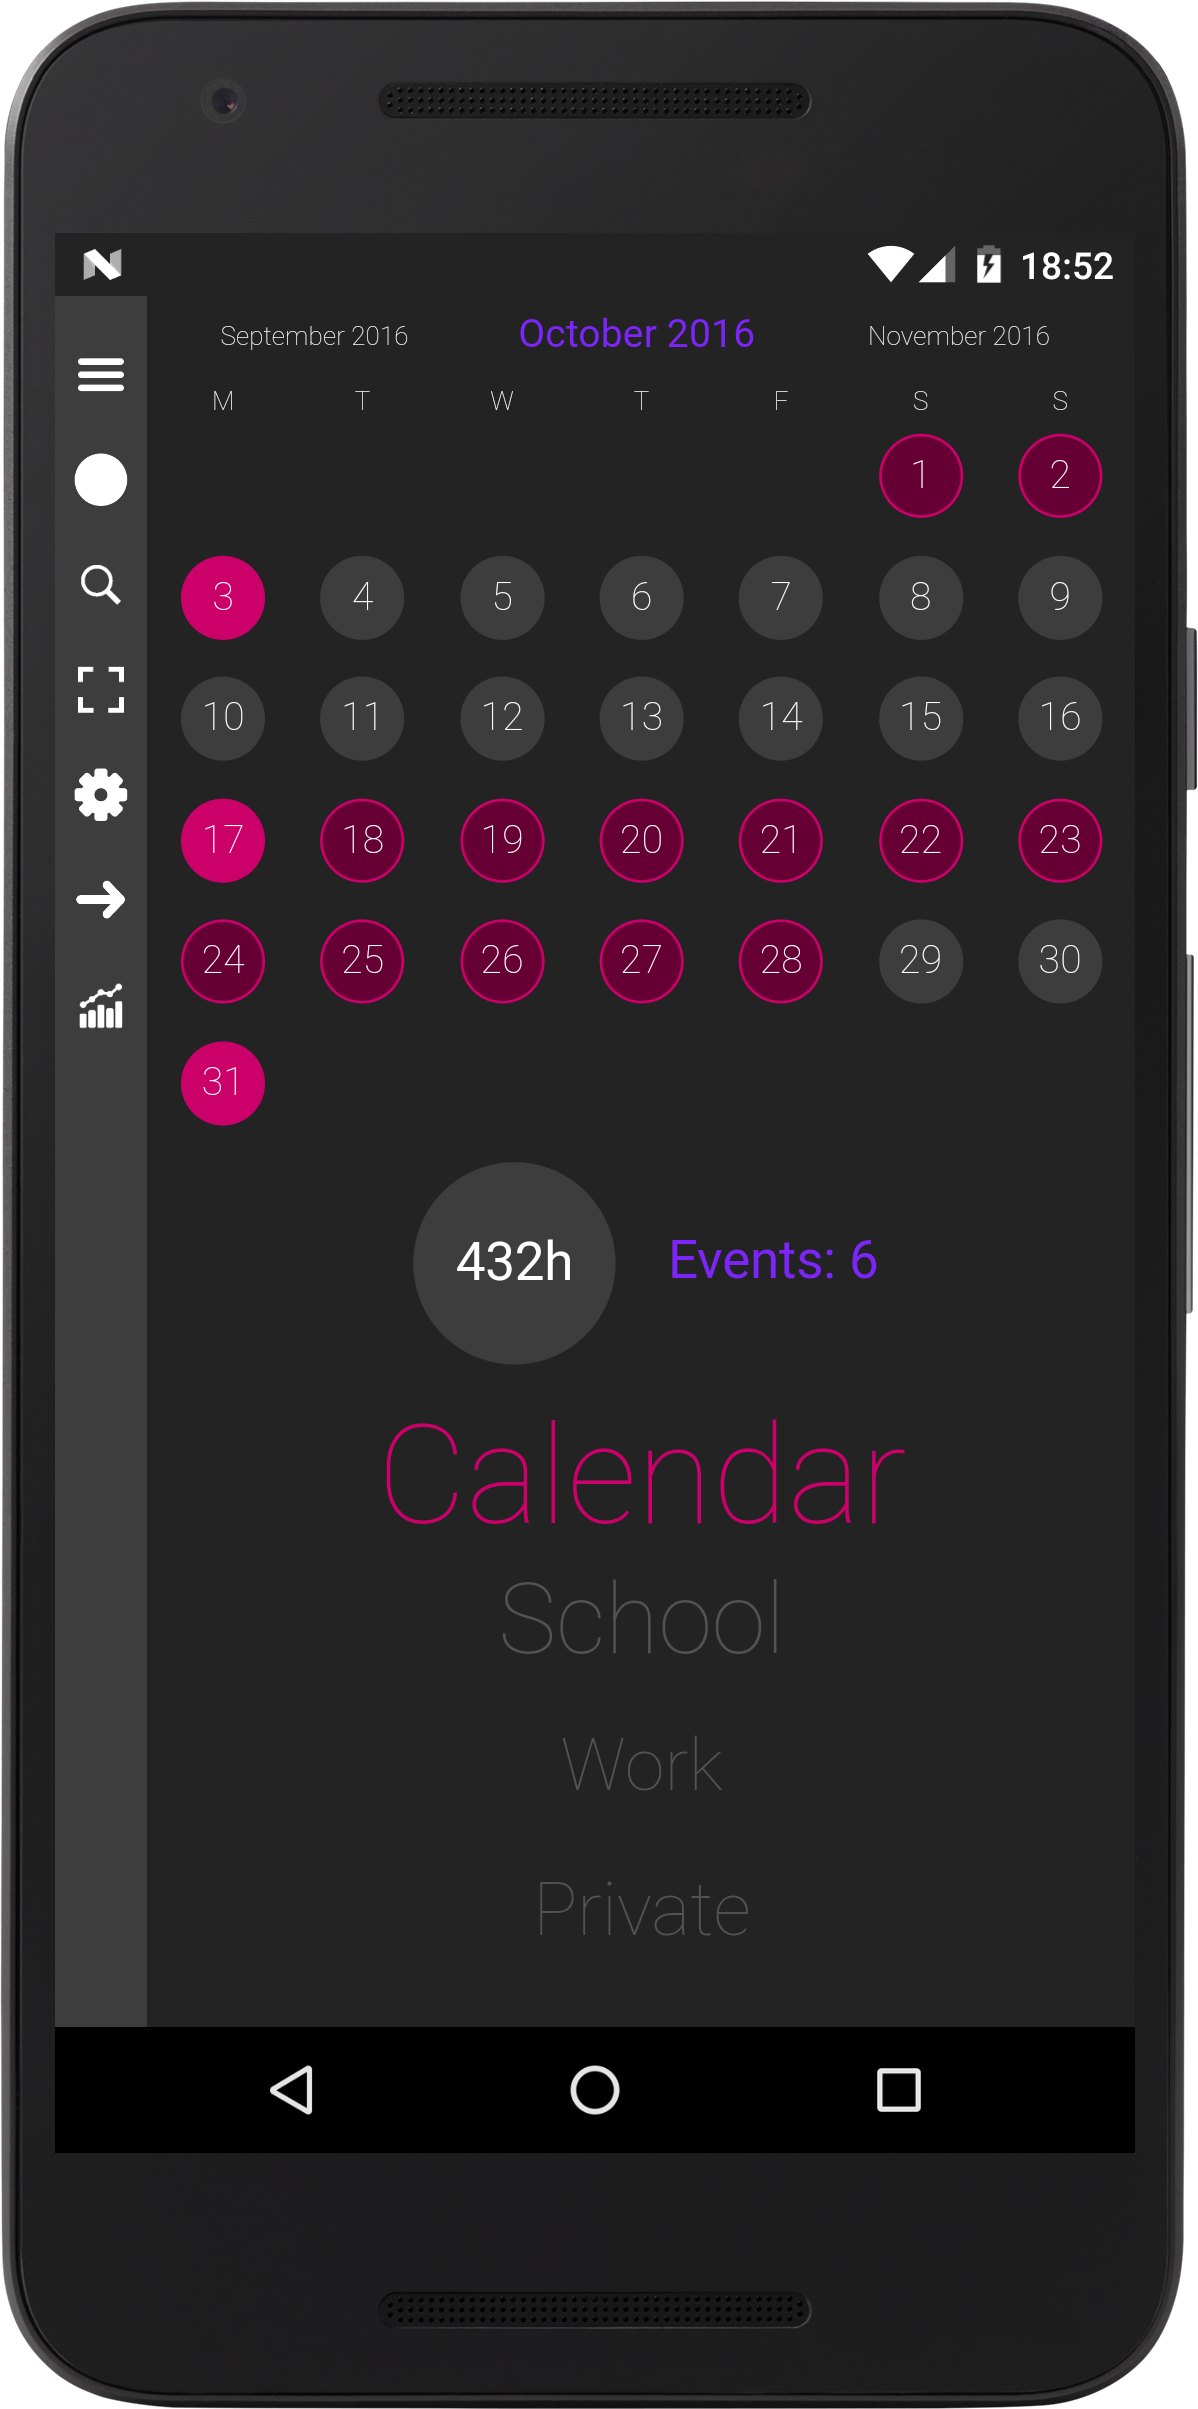 18:52
September 2016 October 2016 November 2016
M T W T F S S
1 2
3 4 5 6 7 8 9
10 11 12 13 14 15 16
17 18 19 20 21 22 23
24 25 26 27 28 29 30
31
432h Events: 6
Calendar
School
Work
Private